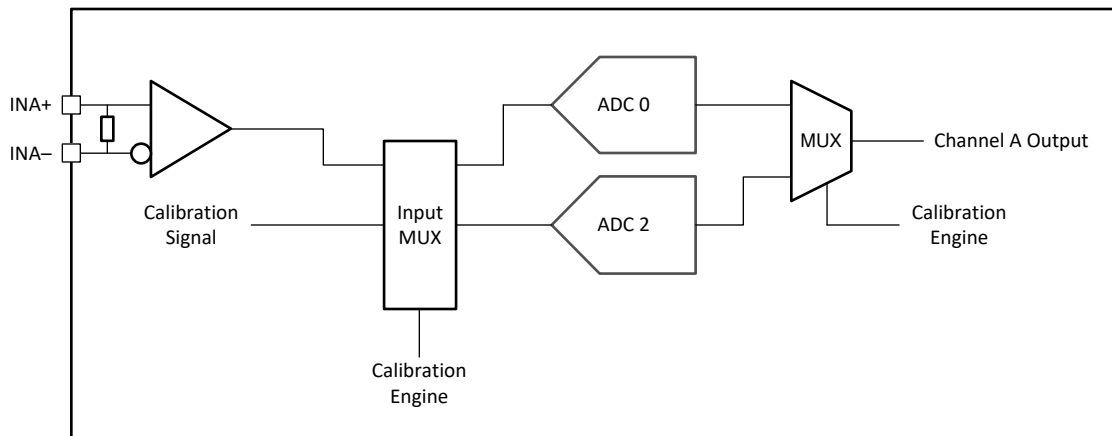 INA+
INA–
ADC 0
MUX
Channel A Output
Calibration
Signal
Input
MUX
ADC 2
Calibration
Engine
Calibration
Engine